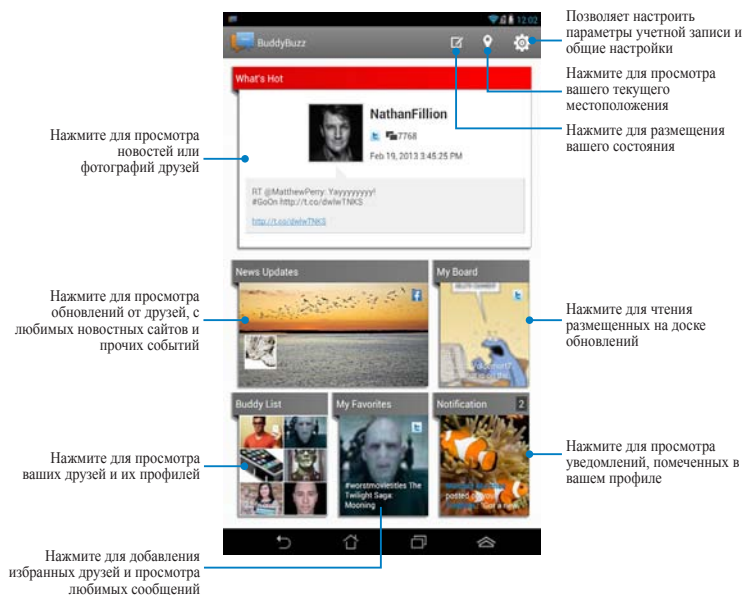 12:02
BuddyBuzz
What's Hot
NathanFillion
7768
Feb 19, 2013 3:45:25 PM
RT @MatthewPerry: Yayyyyyyyy!
#GoOn http://t.co/dwlwTNKS
http://t.co/dwlwTNKS
News Updates
My Board
Buddy List
My Favorites
#worstmovietitles The
Twilight Saga:
Mooning
Notification
2
posted on your
Got a new
Позволяет настроить
параметры учетной записи и
общие настройки
Нажмите для просмотра
вашего текущего
местоположения
Нажмите для размещения
вашего состояния
Нажмите для просмотра
новостей или
фотографий друзей
Нажмите для просмотра
обновлений от друзей, с
любимых новостных сайтов и
прочих событий
Нажмите для чтения
размещенных на доске
обновлений
Нажмите для просмотра
ваших друзей и их профилей
Нажмите для просмотра
уведомлений, помеченных в
вашем профиле
Нажмите для добавления
избранных друзей и просмотра
любимых сообщений